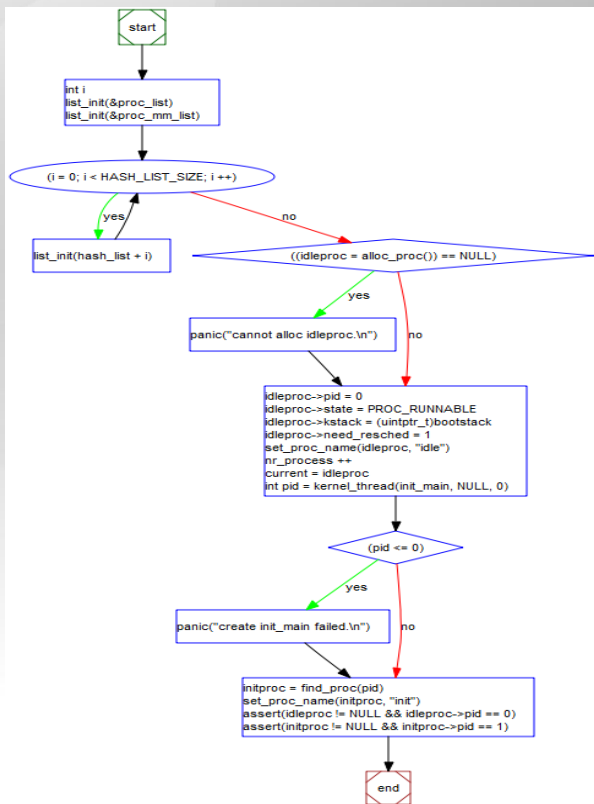 start
int i
list_init(&proc_list)
list_init(&proc_mm_list)
(i = 0; i < HASH_LIST_SIZE; i ++)
yes
no
list_init(hash_list + i)
((idleproc = alloc_proc()) == NULL)
yes
no
panic("cannot alloc idleproc.\n")
idleproc->pid = 0
idleproc->state = PROC_RUNNABLE
idleproc->kstack = (uintptr_t)bootstack
idleproc->need_resched = 1
set_proc_name(idleproc, "idle")
nr_process ++
current = idleproc
int pid = kernel_thread(init_main, NULL, 0)
(pid <= 0)
yes
no
panic("create init_main failed.\n")
initproc = find_proc(pid)
set_proc_name(initproc, "init")
assert(idleproc != NULL && idleproc->pid == 0)
assert(initproc != NULL && initproc->pid == 1)
end